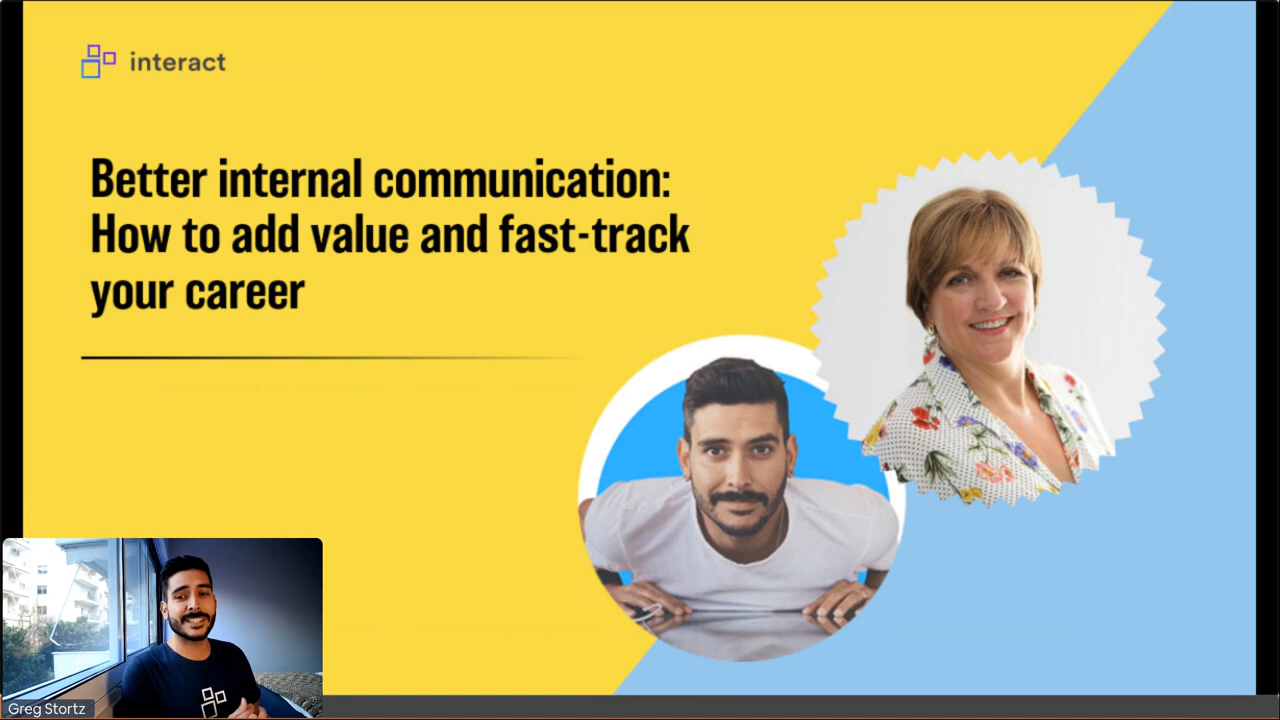 interact
Better internal communication:
How to add value and fast-track
your career
Greg Stortz